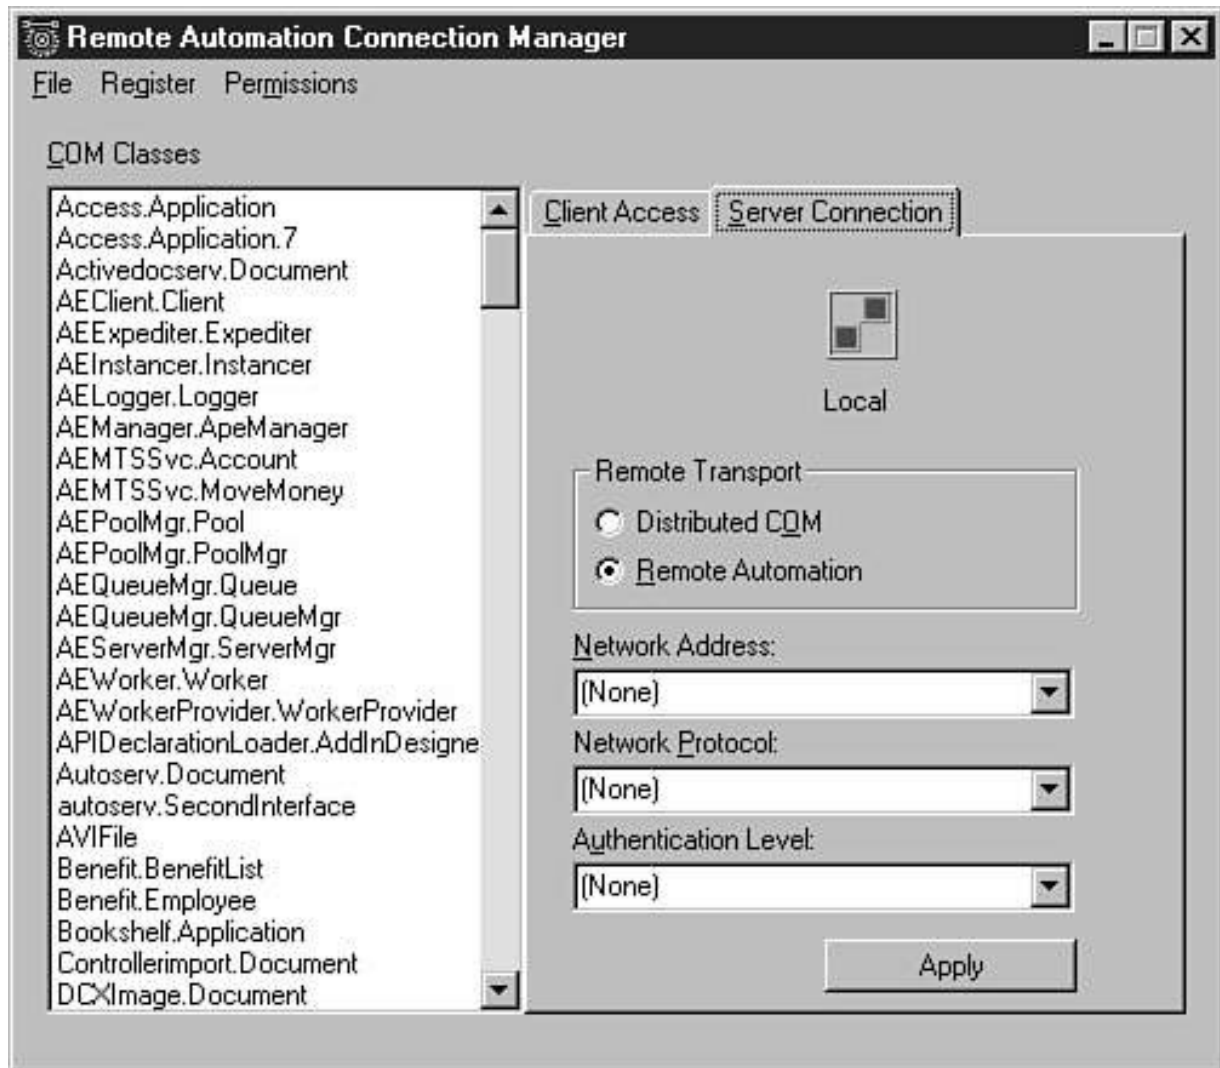 Remote Automation Connection Manager
File Register Permissions
COM Classes
Access.Application
Access.Application.7
Activedocserv.Document
AEClient.Client
AEExpediter.Expediter
AEInstancer.Instancer
AELogger.Logger
AEManager.ApeManager
AEMTSSvc.Account
AEMTSSvc.MoveMoney
AEPoolMgr.Pool
AEPoolMgr.PoolMgr
AEQueueMgr.Queue
AEQueueMgr.QueueMgr
AEServerMgr.ServerMgr
AEWorker.Worker
AEWorkerProvider.WorkerProvider
APIDeclarationLoader.AddInDesigne
Autoserv.Document
autoserv.SecondInterface
AVIFile
Benefit.BenefitList
Benefit.Employee
Bookshelf.Application
Controllerimport.Document
DCXImage.Document
Client Access Server Connection
Local
Remote Transport
Distributed COM
Remote Automation
Network Address:
(None)
Network Protocol:
(None)
Authentication Level:
(None)
Apply